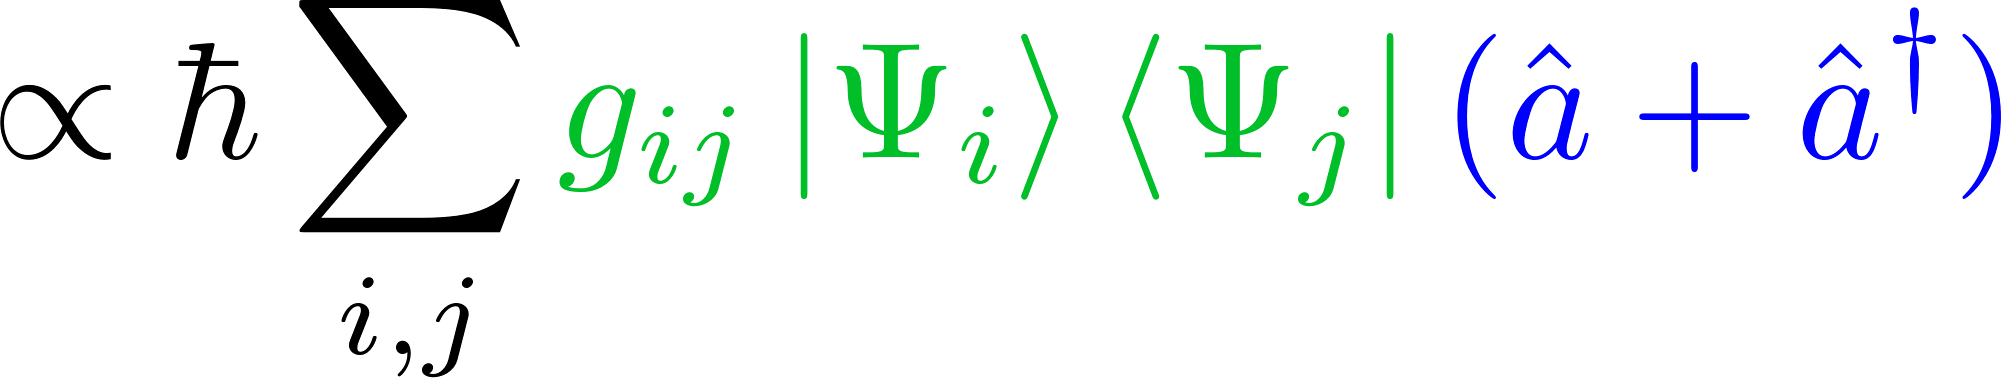 ∝ ℏ ∑_{i,j} g_{ij} |Ψ_i⟩ ⟨Ψ_j| (â + â^†)